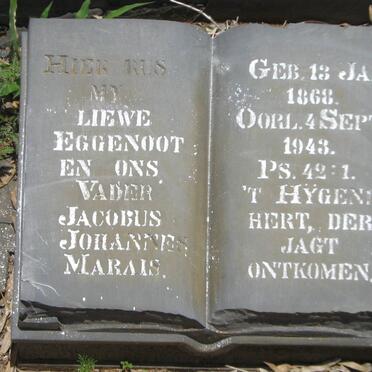 HIER RUS
MY
LIEWE
EGGENOOT
EN ONS
VADER
JACOBUS
JOHANNES
MARAIS.
GEB. 13 JA
1868.
OORL. 4 SEPT
1943.
PS. 42:1.
'T HŸGEN
HERT, DER
JAGT
ONTKOMEN.